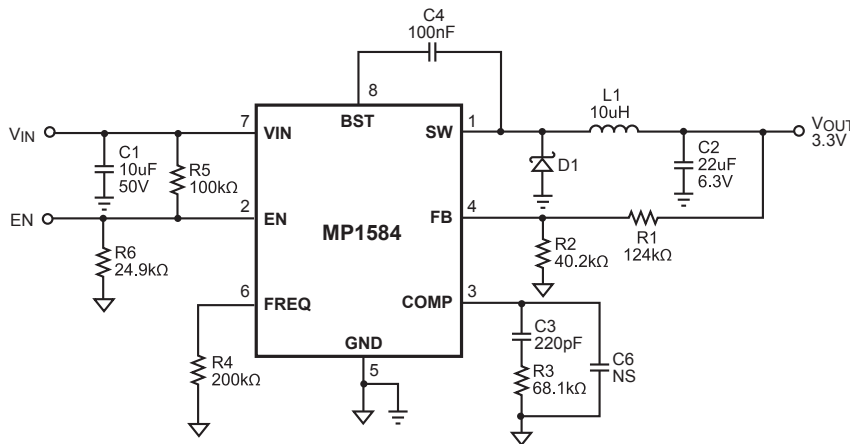 C4
100nF
8
L1
10uH
VIN
7
VIN
BST
SW
1
VOUT
3.3V
C1
10uF
50V
R5
100kΩ
D1
C2
22uF
6.3V
EN
2
EN
MP1584
FB
4
R6
24.9kΩ
R2
40.2kΩ
R1
124kΩ
6
FREQ
COMP
3
R4
200kΩ
GND
5
C3
220pF
R3
68.1kΩ
C6
NS